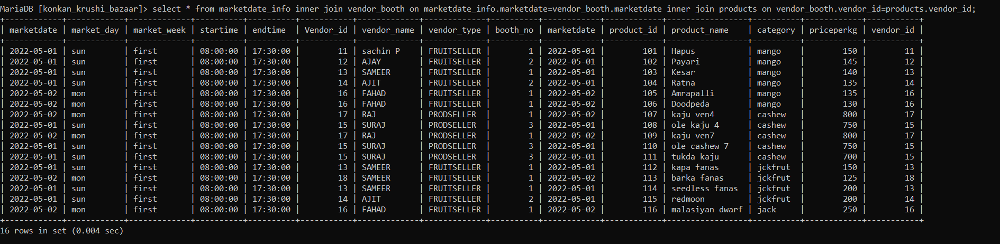 MariaDB [konkan_krushi_bazaar]> select * from marketdate_info inner join vendor_booth on marketdate_info.marketdate=vendor_booth.marketdate inner join products on vendor_booth.vendor_id=products.vendor_id;
+------------+------------+-------------+-----------+----------+-----------+-------------+-------------+----------+------------+------------+-----------------+----------+------------+-----------+
| marketdate | market_day | market_week | startime | endtime | Vendor_id | vendor_name | vendor_type | booth_no | marketdate | product_id | product_name | category | priceperkg | vendor_id |
+------------+------------+-------------+-----------+----------+-----------+-------------+-------------+----------+------------+------------+-----------------+----------+------------+-----------+
| 2022-05-01 | sun | first | 08:00:00 | 17:30:00 | 11 | sachin P | FRUITSELLER | 1 | 2022-05-01 | 101 | Hapus | mango | 150 | 11 |
| 2022-05-01 | sun | first | 08:00:00 | 17:30:00 | 12 | AJAY | FRUITSELLER | 2 | 2022-05-01 | 102 | Payari | mango | 145 | 12 |
| 2022-05-01 | sun | first | 08:00:00 | 17:30:00 | 13 | SAMEER | FRUITSELLER | 1 | 2022-05-01 | 103 | Kesar | mango | 140 | 13 |
| 2022-05-01 | sun | first | 08:00:00 | 17:30:00 | 14 | AJIT | FRUITSELLER | 2 | 2022-05-01 | 104 | Ratna | mango | 135 | 14 |
| 2022-05-02 | mon | first | 08:00:00 | 17:30:00 | 16 | FAHAD | FRUITSELLER | 1 | 2022-05-02 | 105 | Amrapalli | mango | 135 | 16 |
| 2022-05-02 | mon | first | 08:00:00 | 17:30:00 | 16 | FAHAD | FRUITSELLER | 1 | 2022-05-02 | 106 | Doodpeda | mango | 130 | 16 |
| 2022-05-02 | mon | first | 08:00:00 | 17:30:00 | 17 | RAJ | PRODSELLER | 1 | 2022-05-02 | 107 | kaju ven4 | cashew | 800 | 17 |
| 2022-05-01 | sun | first | 08:00:00 | 17:30:00 | 15 | SURAJ | PRODSELLER | 3 | 2022-05-01 | 108 | ole kaju 4 | cashew | 750 | 15 |
| 2022-05-02 | mon | first | 08:00:00 | 17:30:00 | 17 | RAJ | PRODSELLER | 1 | 2022-05-02 | 109 | kaju ven7 | cashew | 800 | 17 |
| 2022-05-01 | sun | first | 08:00:00 | 17:30:00 | 15 | SURAJ | PRODSELLER | 3 | 2022-05-01 | 110 | ole cashew 7 | cashew | 750 | 15 |
| 2022-05-01 | sun | first | 08:00:00 | 17:30:00 | 15 | SURAJ | PRODSELLER | 3 | 2022-05-01 | 111 | tukda kaju | cashew | 700 | 15 |
| 2022-05-01 | sun | first | 08:00:00 | 17:30:00 | 13 | SAMEER | FRUITSELLER | 1 | 2022-05-01 | 112 | kapa fanas | jckfrut | 150 | 13 |
| 2022-05-02 | mon | first | 08:00:00 | 17:30:00 | 18 | SAMEER | FRUITSELLER | 1 | 2022-05-02 | 113 | barka fanas | jckfrut | 125 | 18 |
| 2022-05-01 | sun | first | 08:00:00 | 17:30:00 | 13 | SAMEER | FRUITSELLER | 1 | 2022-05-01 | 114 | seedless fanas | jckfrut | 200 | 13 |
| 2022-05-01 | sun | first | 08:00:00 | 17:30:00 | 14 | AJIT | FRUITSELLER | 2 | 2022-05-01 | 115 | redmoon | jckfrut | 200 | 14 |
| 2022-05-02 | mon | first | 08:00:00 | 17:30:00 | 16 | FAHAD | FRUITSELLER | 1 | 2022-05-02 | 116 | malasiyan dwarf | jack | 250 | 16 |
+------------+------------+-------------+-----------+----------+-----------+-------------+-------------+----------+------------+------------+-----------------+----------+------------+-----------+
16 rows in set (0.004 sec)